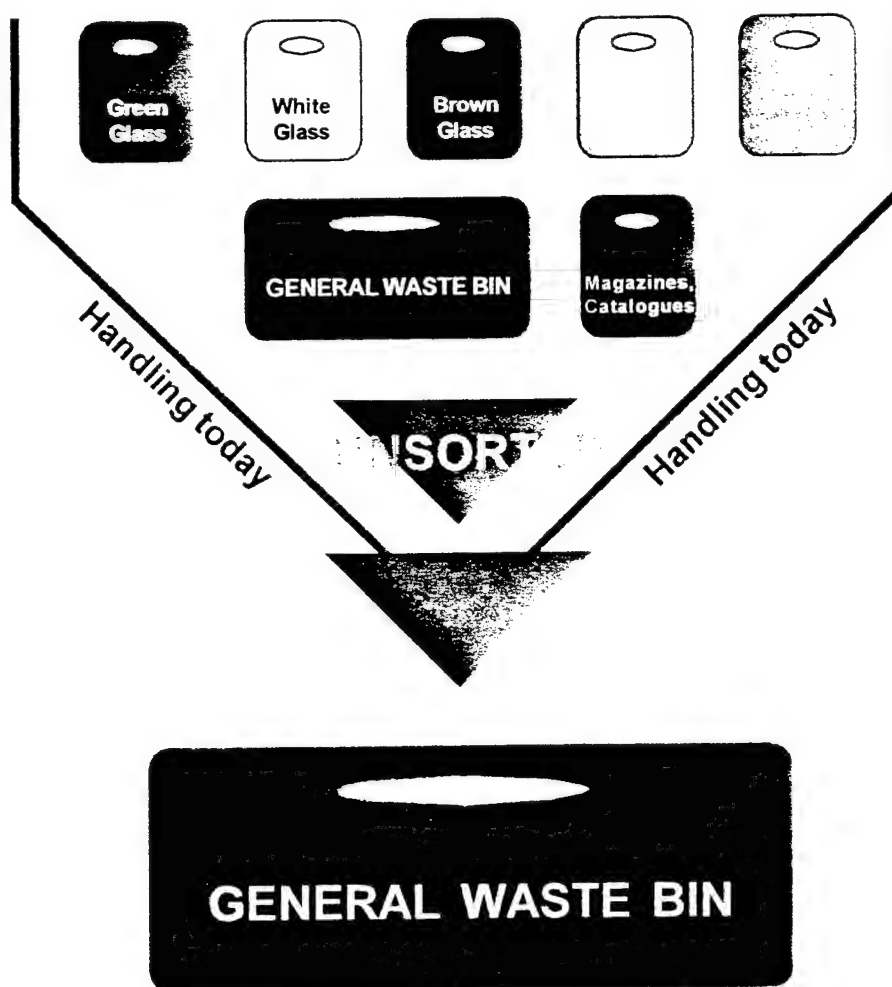 Green
Glass
White
Glass
Brown
Glass
GENERAL WASTE BIN
Magazines,
Catalogues
Handling today
Handling today
GENERAL WASTE BIN